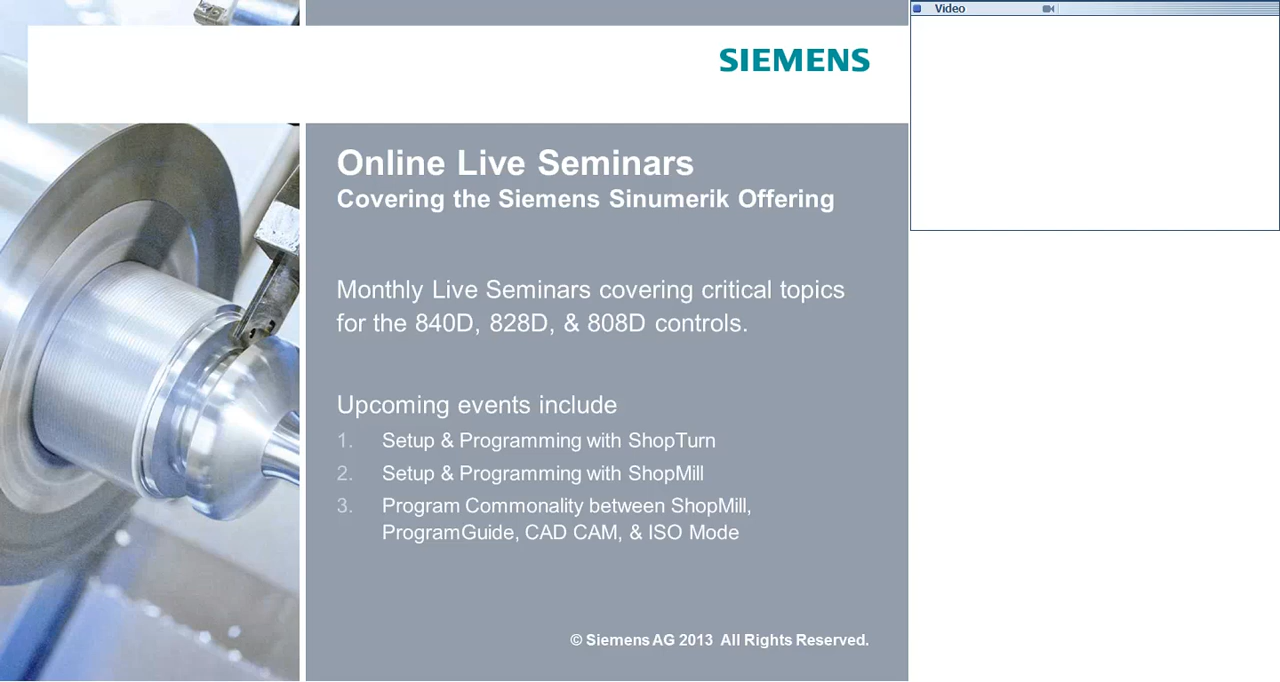 Video
SIEMENS
Online Live Seminars
Covering the Siemens Sinumerik Offering
Monthly Live Seminars covering critical topics
for the 840D, 828D, & 808D controls.
Upcoming events include
1. Setup & Programming with ShopTurn
2. Setup & Programming with ShopMill
3. Program Commonality between ShopMill,
ProgramGuide, CAD CAM, & ISO Mode
© Siemens AG 2013 All Rights Reserved.